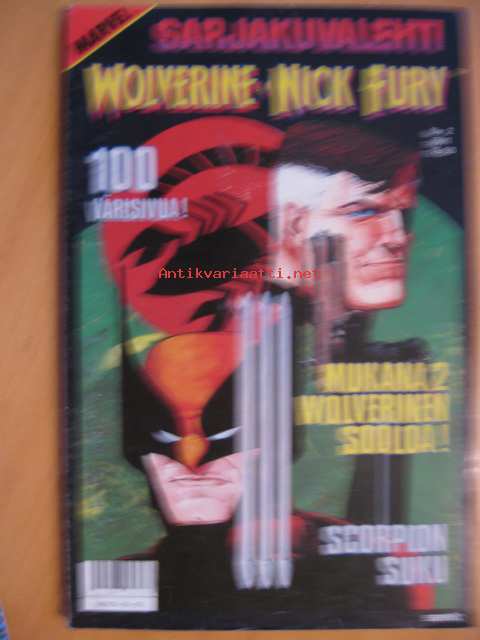 MARVEL
SARJAKUVALEHTI
WOLVERINE · NICK FURY
100
VÄRISIVUA!
Antikvariaatti.net
MUKANA 2
WOLVERINEN
SOOLOA!
SCORPION
SUKU